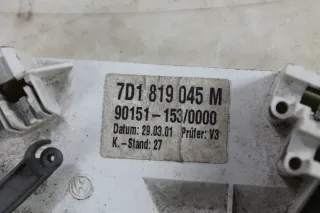 7D1 819 045 M
90151-153/0000
Datum: 29.03.01 Prüfer: V3
K.-Stand: 27